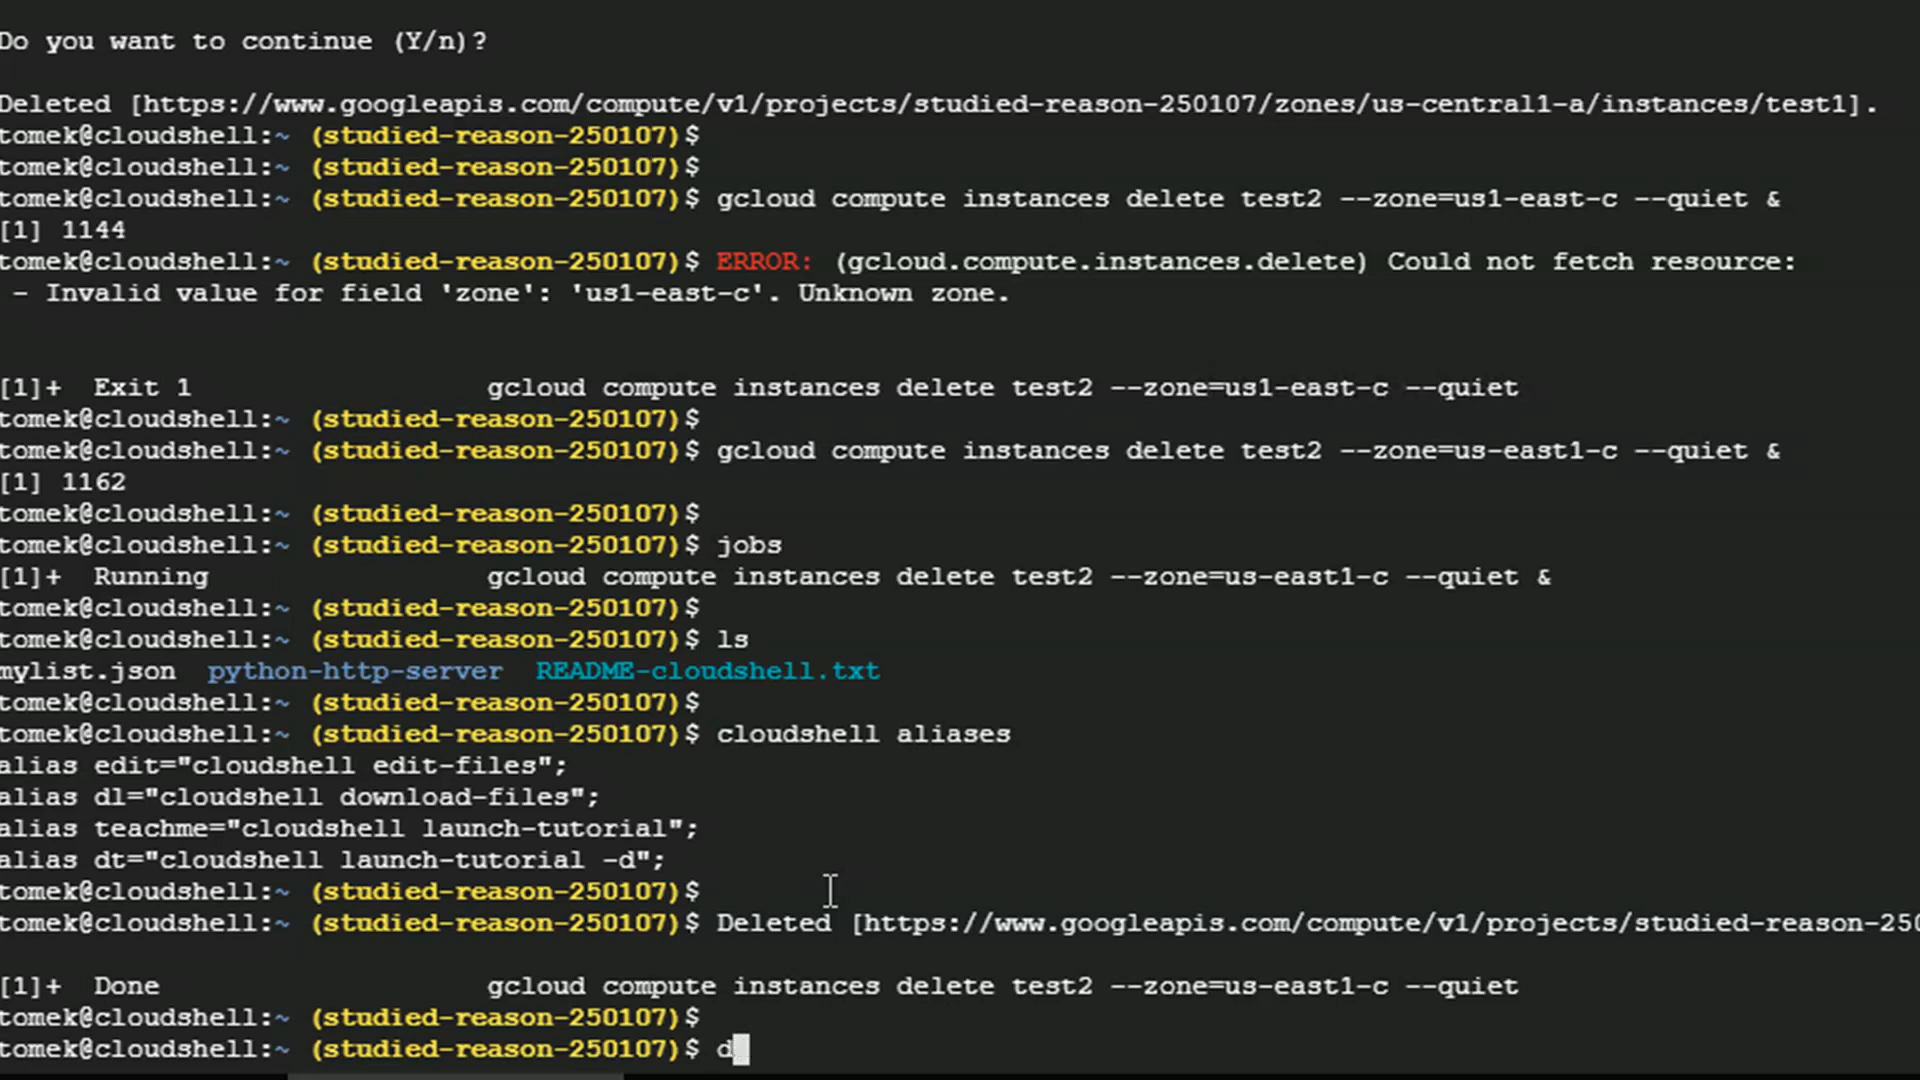 Do you want to continue (Y/n)?
Deleted [https://www.googleapis.com/compute/v1/projects/studied-reason-250107/zones/us-central1-a/instances/test1].
tomek@cloudshell:~ (studied-reason-250107)$
tomek@cloudshell:~ (studied-reason-250107)$
tomek@cloudshell:~ (studied-reason-250107)$ gcloud compute instances delete test2 --zone=us1-east-c --quiet &
[1] 1144
tomek@cloudshell:~ (studied-reason-250107)$ ERROR: (gcloud.compute.instances.delete) Could not fetch resource:
 - Invalid value for field 'zone': 'us1-east-c'. Unknown zone.
[1]+  Exit 1                  gcloud compute instances delete test2 --zone=us1-east-c --quiet
tomek@cloudshell:~ (studied-reason-250107)$
tomek@cloudshell:~ (studied-reason-250107)$ gcloud compute instances delete test2 --zone=us-east1-c --quiet &
[1] 1162
tomek@cloudshell:~ (studied-reason-250107)$
tomek@cloudshell:~ (studied-reason-250107)$ jobs
[1]+  Running                 gcloud compute instances delete test2 --zone=us-east1-c --quiet &
tomek@cloudshell:~ (studied-reason-250107)$
tomek@cloudshell:~ (studied-reason-250107)$ ls
mylist.json  python-http-server  README-cloudshell.txt
tomek@cloudshell:~ (studied-reason-250107)$
tomek@cloudshell:~ (studied-reason-250107)$ cloudshell aliases
alias edit="cloudshell edit-files";
alias dl="cloudshell download-files";
alias teachme="cloudshell launch-tutorial";
alias dt="cloudshell launch-tutorial -d";
tomek@cloudshell:~ (studied-reason-250107)$
tomek@cloudshell:~ (studied-reason-250107)$ Deleted [https://www.googleapis.com/compute/v1/projects/studied-reason-250
[1]+  Done                    gcloud compute instances delete test2 --zone=us-east1-c --quiet
tomek@cloudshell:~ (studied-reason-250107)$
tomek@cloudshell:~ (studied-reason-250107)$ d